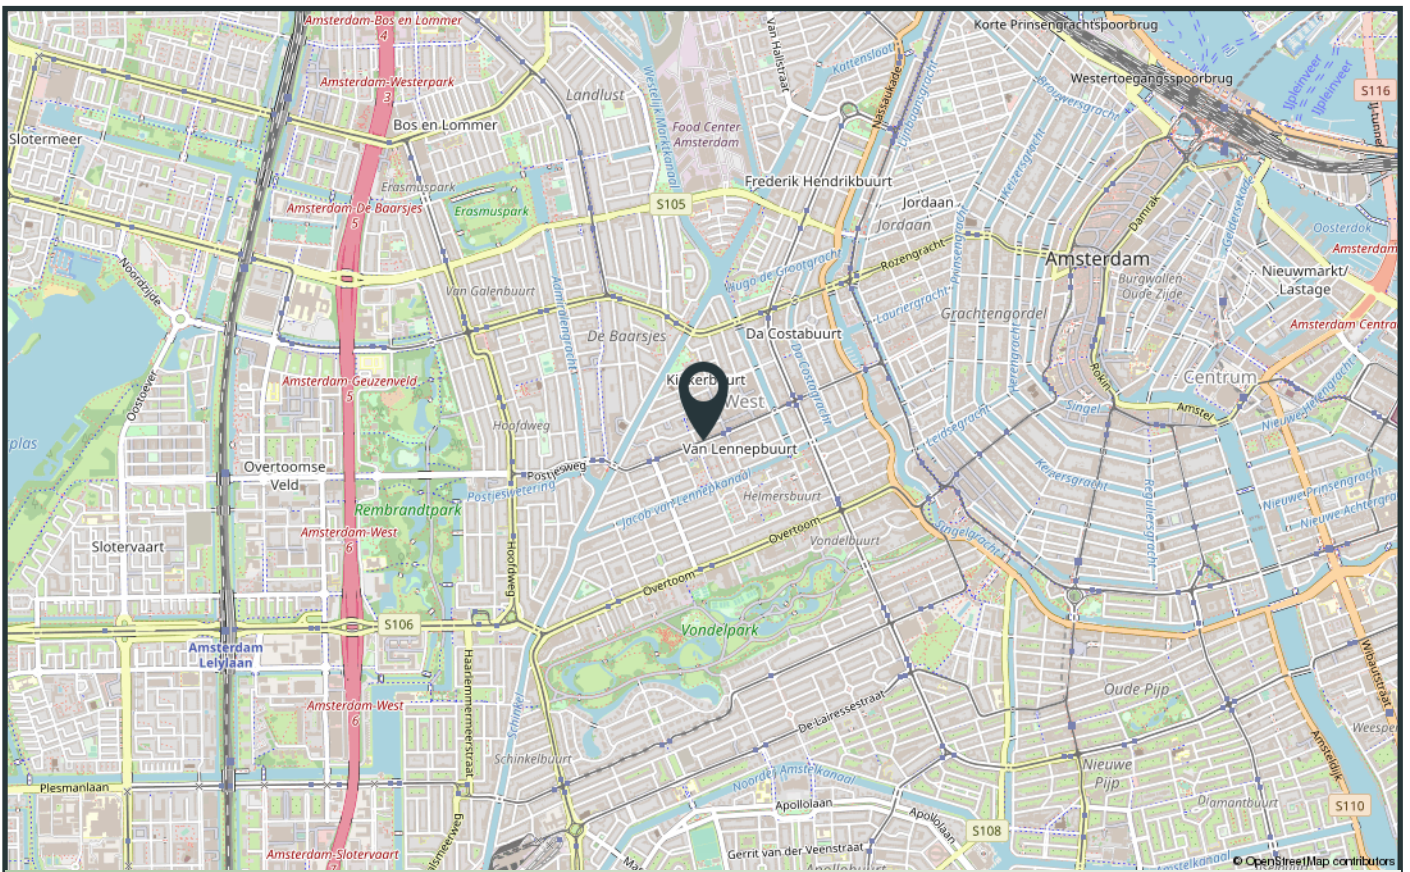 Amsterdam-Bos en Lommer
4
Korte Prinsengrachtspoorbrug
Van Hallstraat
Kattensloot
Nassaukade
Lijnbaansgracht
Westertoegangsspoorbrug
Amsterdam-Westerpark
3
Landlust
Westelijk Marktkanaal
Brouwersgracht
IJpleinveer
IJpleinveer
S116
IJ-tunnel
Bos en Lommer
Food Center
Amsterdam
Slotermeer
Keizersgracht
Frederik Hendrikbuurt
Erasmuspark
Erasmuspark
Amsterdam-De Baarsjes
5
S105
Jordaan
Jordaan
Damrak
Geldersekade
Oosterdok
Prinsengracht
Rozengracht
Amsterdam
Amsterdam
Noordzijde
Hugo de Grootgracht
Burgwallen
Oude Zijde
Nieuwmarkt/
Lastage
Van Galenbuurt
Admiralengracht
Lauriergracht
Grachtengordel
Amsterdam Centra
De Baarsjes
Da Costabuurt
Da Costagracht
Herengracht
Rokin
Amsterdam-Geuzenveld
5
West
Centrum
Oostoever
Singel
Amstel
Nieuwe Herengracht
Hoofdweg
Leidsegracht
plas
Van Lennepbuurt
Overtoomse
Veld
Postjesweg
Postjeswetering
Jacob van Lennepkanaal
Helmersbuurt
Keizersgracht
Reguliersgracht
Nieuwe Prinsengracht
Nieuwe Achtergra
Rembrandtpark
Amsterdam-West
6
Overtoom
Vondelbuurt
Singelgracht
Slotervaart
Hoofdweg
Overtoom
S106
Vondelpark
Amsterdam
Lelylaan
Haarlemmermeerstraat
Wibautstraat
Schinkel
Amsterdam-West
6
De Lairessestraat
Oude Pijp
Weesper
Schinkelbuurt
Noorder Amstelkanaal
Nieuwe
Pijp
Amsteldijk
Plesmanlaan
Apollolaan
Apollolaan
Diamantbuurt
S110
S108
Amsterdam-Slotervaart
Gerrit van der Veenstraat
Amstelkanaal
© OpenStreetMap contributors